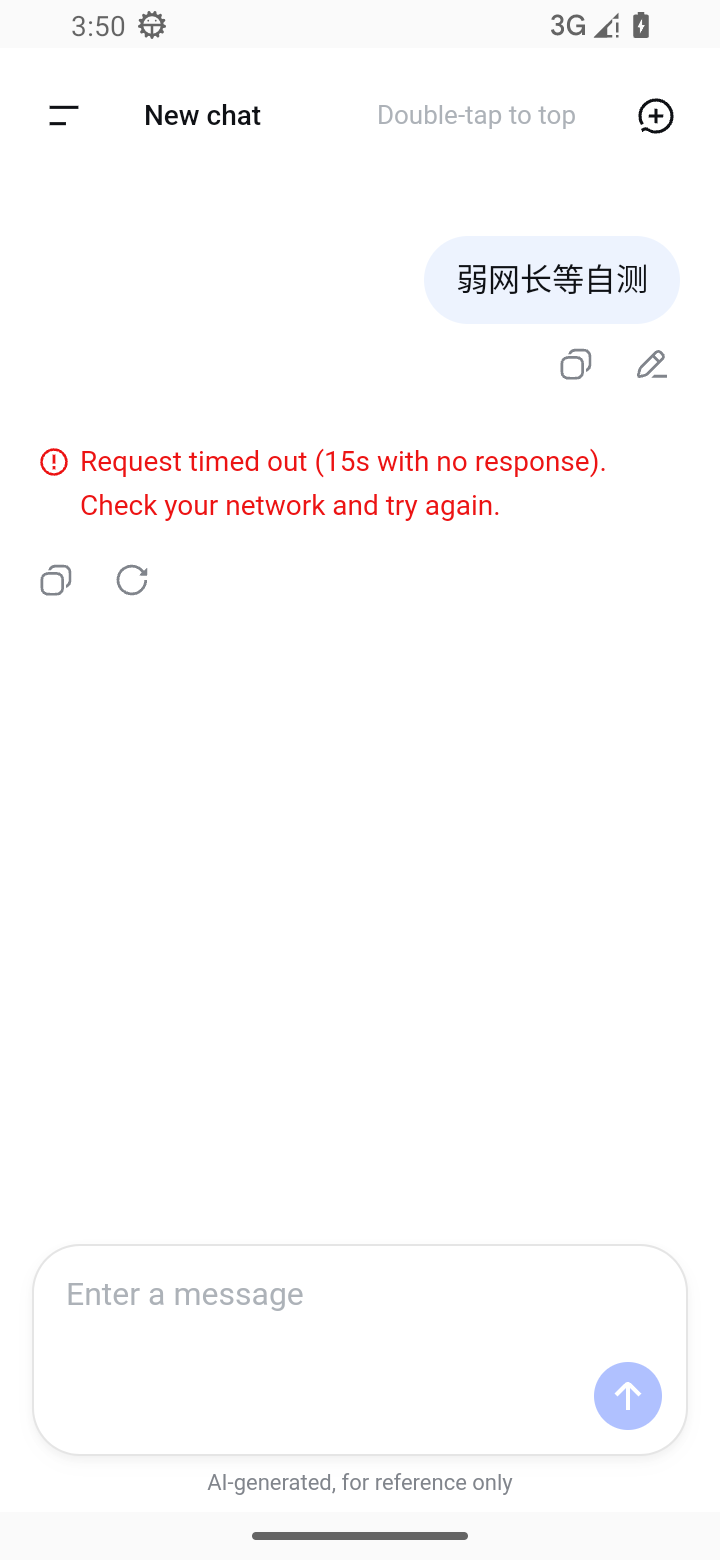 3:50
3G
New chat
Double-tap to top
弱网长等自测
Request timed out (15s with no response).
Check your network and try again.
Enter a message
AI-generated, for reference only